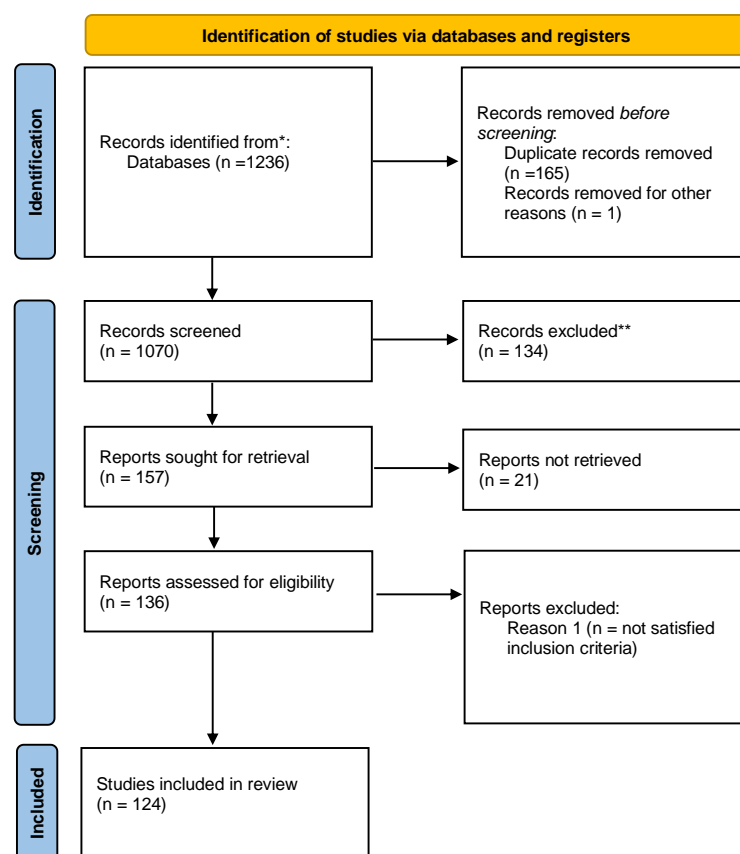 Identification of studies via databases and registers
Identification
Records identified from*:
Databases (n =1236)
Records removed before
screening:
Duplicate records removed
(n =165)
Records removed for other
reasons (n = 1)
Screening
Records screened
(n = 1070)
Records excluded**
(n = 134)
Reports sought for retrieval
(n = 157)
Reports not retrieved
(n = 21)
Reports assessed for eligibility
(n = 136)
Reports excluded:
Reason 1 (n = not satisfied
inclusion criteria)
Included
Studies included in review
(n = 124)